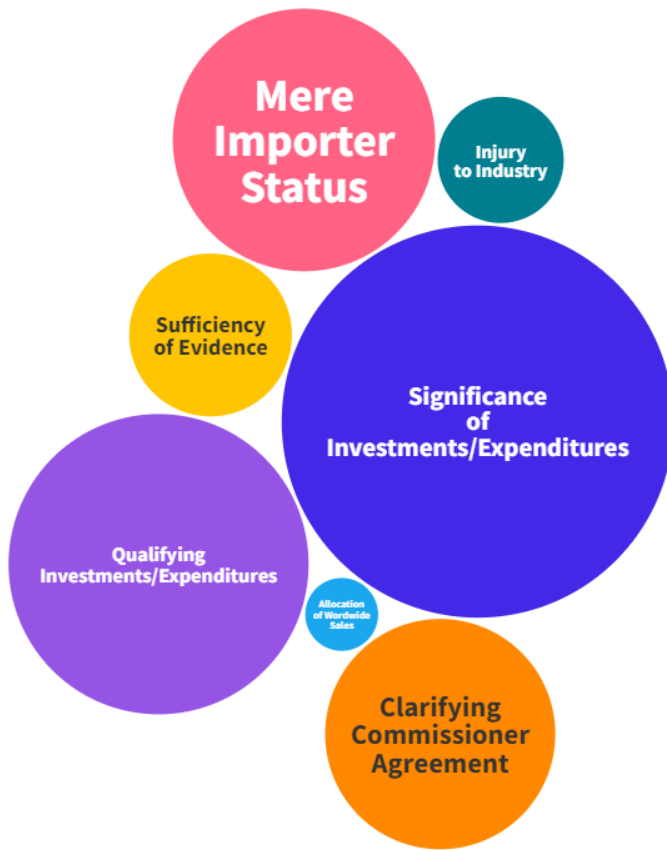 Mere
Importer
Status
Injury
to Industry
Sufficiency
of Evidence
Significance
of
Investments/Expenditures
Qualifying
Investments/Expenditures
Allocation
of Wordwide
Sales
Clarifying
Commissioner
Agreement